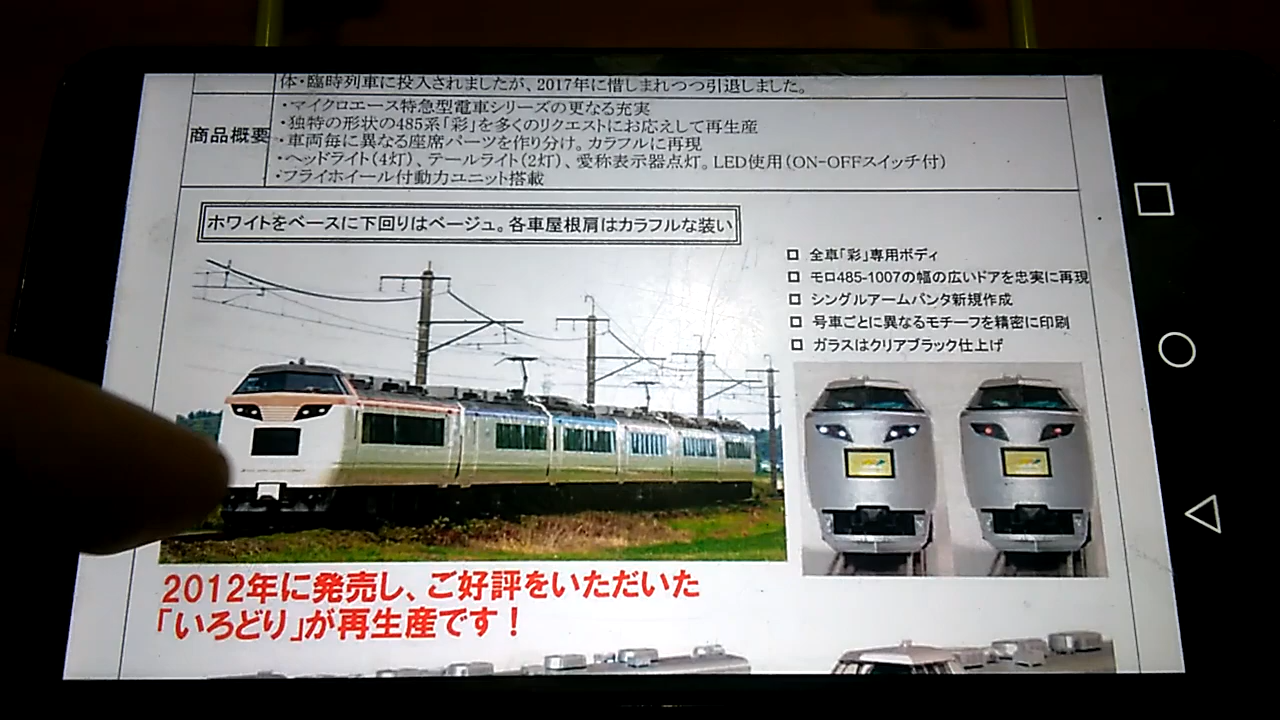 体・臨時列車に投入されましたが、2017年に惜しまれつつ引退しました。
商品概要
・マイクロエース特急型電車シリーズの更なる充実
・独特の形状の485系「彩」を多くのリクエストにお応えして再生産
・車両毎に異なる座席パーツを作り分け。カラフルに再現
・ヘッドライト(4灯)、テールライト(2灯)、愛称表示器点灯。LED使用(ON-OFFスイッチ付)
・フライホイール付動力ユニット搭載
ホワイトをベースに下回りはベージュ。各車屋根肩はカラフルな装い
□ 全車「彩」専用ボディ
□ モロ485-1007の幅の広いドアを忠実に再現
□ シングルアームパンタ新規作成
□ 号車ごとに異なるモチーフを精密に印刷
□ ガラスはクリアブラック仕上げ
2012年に発売し、ご好評をいただいた
「いろどり」が再生産です！